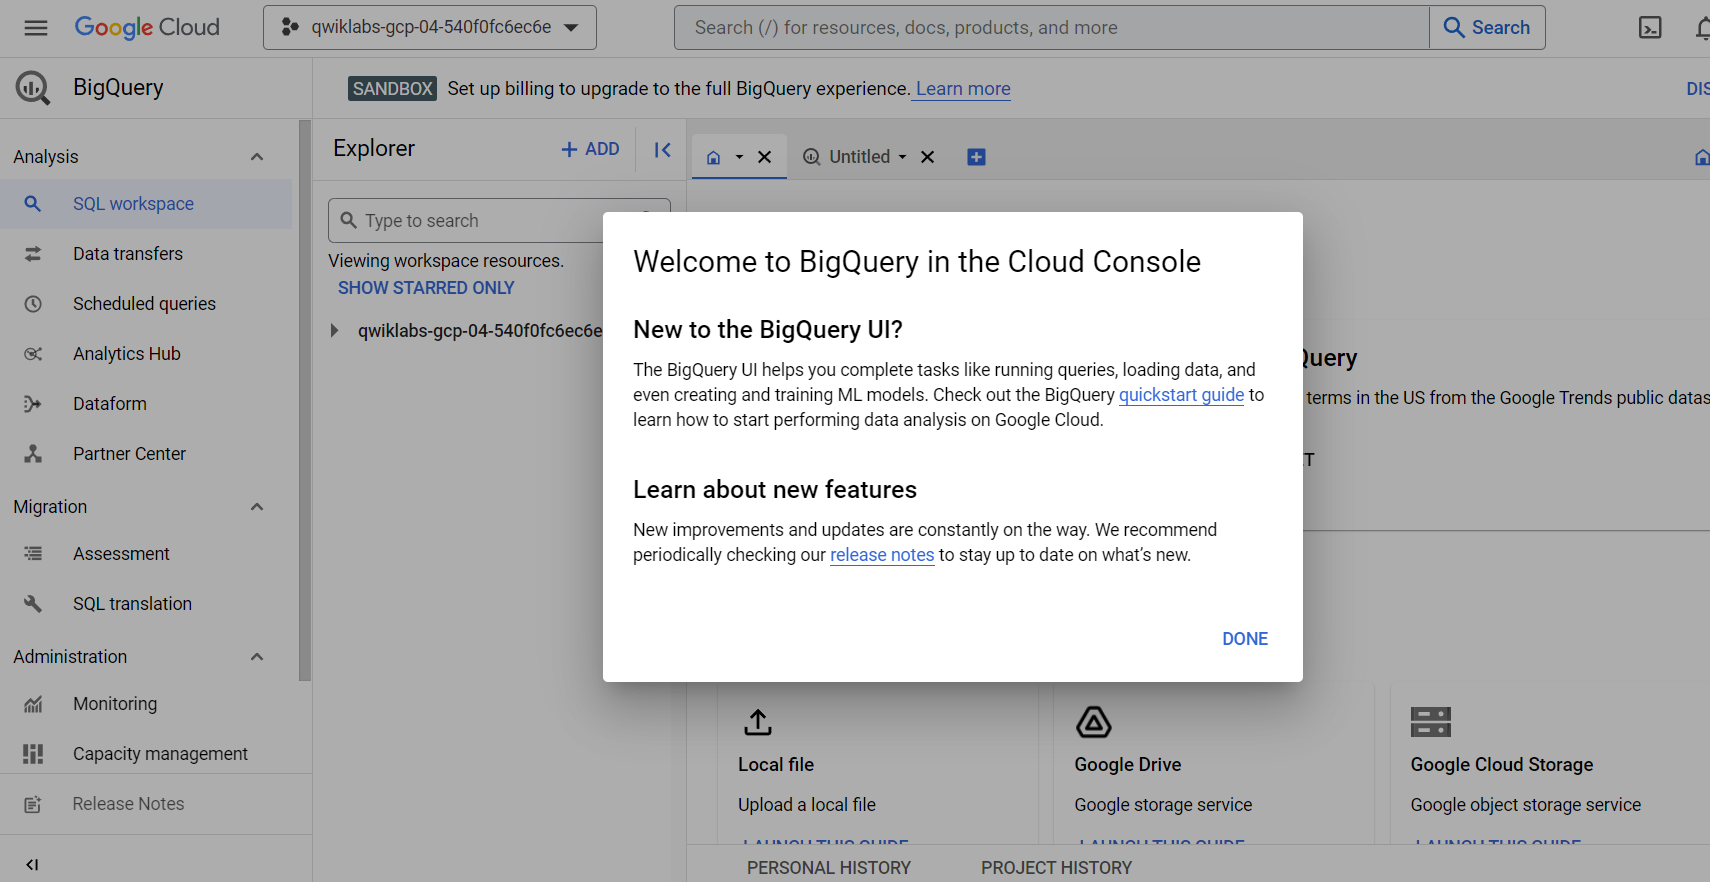 Google Cloud
qwiklabs-gcp-04-540f0fc6ec6e
Search (/) for resources, docs, products, and more
Search
BigQuery
SANDBOX Set up billing to upgrade to the full BigQuery experience. Learn more
DIS
Analysis
SQL workspace
Data transfers
Scheduled queries
Analytics Hub
Dataform
Partner Center
Migration
Assessment
SQL translation
Administration
Monitoring
Capacity management
Release Notes
Explorer
+ ADD
Type to search
Viewing workspace resources.
SHOW STARRED ONLY
qwiklabs-gcp-04-540f0fc6ec6e
Untitled
Welcome to BigQuery in the Cloud Console
New to the BigQuery UI?
The BigQuery UI helps you complete tasks like running queries, loading data, and
even creating and training ML models. Check out the BigQuery quickstart guide to
learn how to start performing data analysis on Google Cloud.
Learn about new features
New improvements and updates are constantly on the way. We recommend
periodically checking our release notes to stay up to date on what's new.
DONE
Query
terms in the US from the Google Trends public datas
T
Local file
Upload a local file
LAUNCH THIS GUIDE
Google Drive
Google storage service
LAUNCH THIS GUIDE
Google Cloud Storage
Google object storage service
LAUNCH THIS GUIDE
PERSONAL HISTORY
PROJECT HISTORY